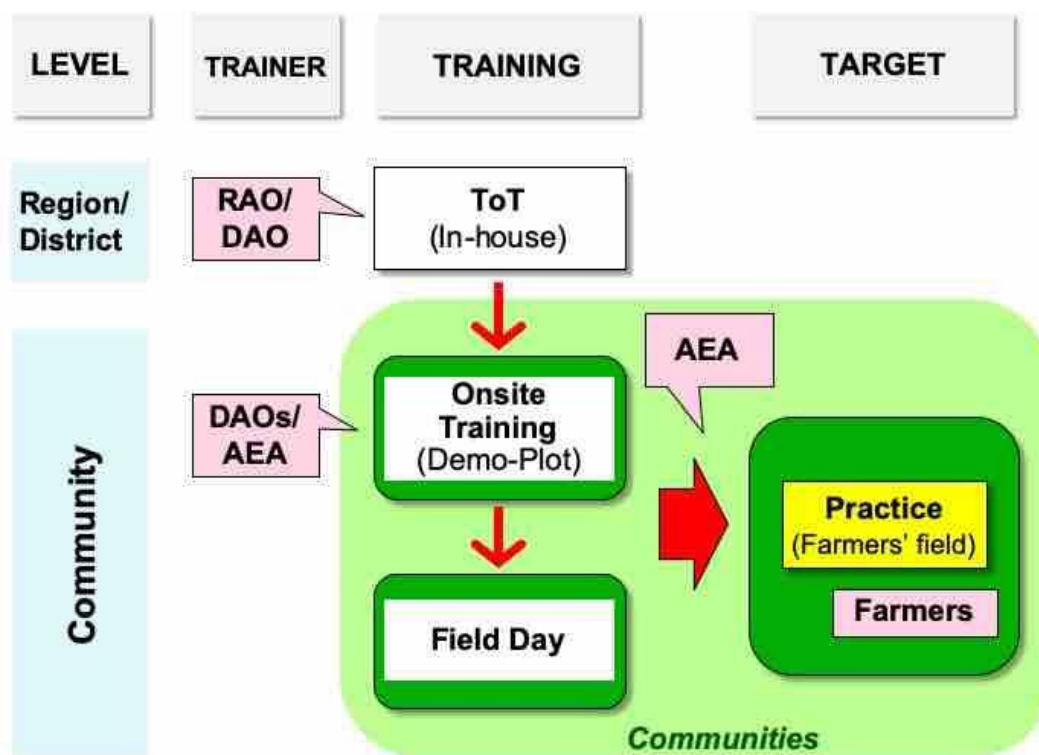 LEVEL
TRAINER
TRAINING
TARGET
Region/
District
RAO/
DAO
ToT
(In-house)
Community
DAOs/
AEA
Onsite
Training
(Demo-Plot)
AEA
Practice
(Farmers' field)
Farmers
Field Day
Communities